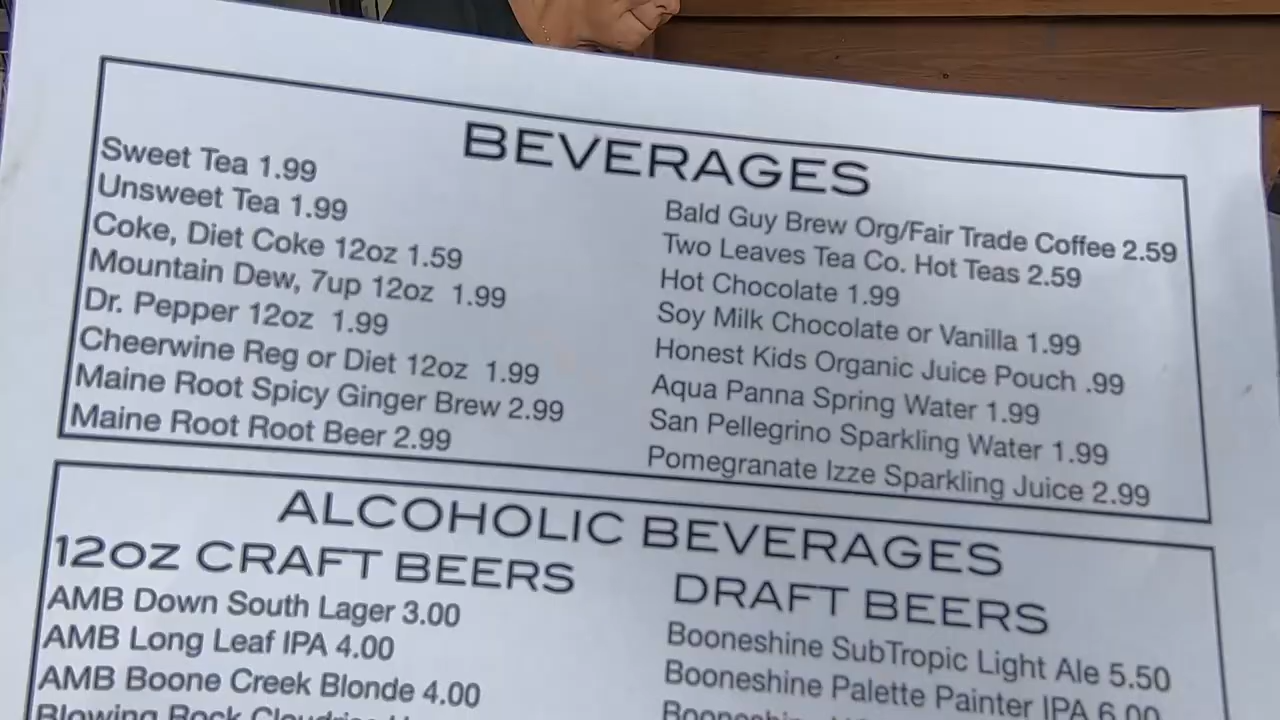 BEVERAGES
Sweet Tea 1.99
Unsweet Tea 1.99
Coke, Diet Coke 12oz 1.59
Mountain Dew, 7up 12oz 1.99
Dr. Pepper 12oz 1.99
Cheerwine Reg or Diet 12oz 1.99
Maine Root Spicy Ginger Brew 2.99
Maine Root Root Beer 2.99
Bald Guy Brew Org/Fair Trade Coffee 2.59
Two Leaves Tea Co. Hot Teas 2.59
Hot Chocolate 1.99
Soy Milk Chocolate or Vanilla 1.99
Honest Kids Organic Juice Pouch .99
Aqua Panna Spring Water 1.99
San Pellegrino Sparkling Water 1.99
Pomegranate Izze Sparkling Juice 2.99
ALCOHOLIC BEVERAGES
12OZ CRAFT BEERS
AMB Down South Lager 3.00
AMB Long Leaf IPA 4.00
AMB Boone Creek Blonde 4.00
Blowing Rock
DRAFT BEERS
Booneshine SubTropic Light Ale 5.50
Booneshine Palette Painter IPA 6.00